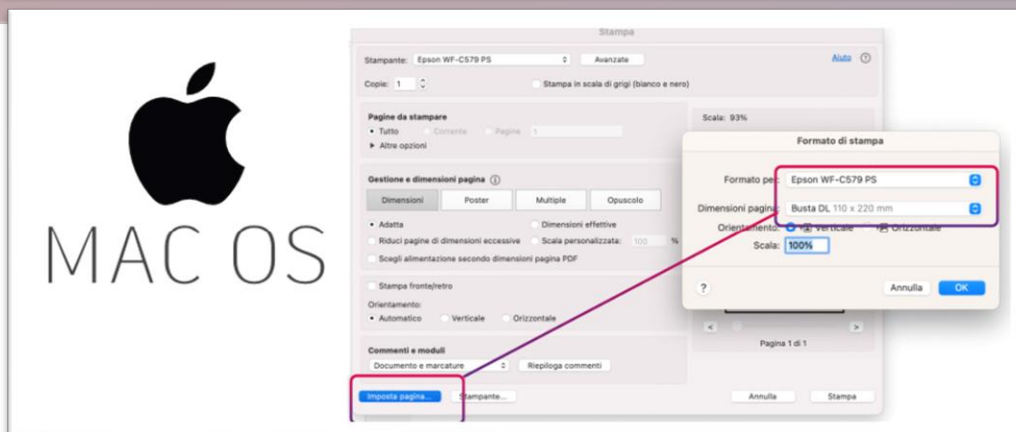 MAC OS
Stampa
Stampante: Epson WF-C579 PS Avanzate Aiuto ?
Copie: 1 Stampa in scala di grigi (bianco e nero)
Pagine da stampare
Tutto Corrente Pagine 1
Altre opzioni
Gestione e dimensioni pagina i
Dimensioni Poster Multiple Opuscolo
Adatta Dimensioni effettive
Riduci pagine di dimensioni eccessive Scala personalizzata: 100 %
Scegli alimentazione secondo dimensioni pagina PDF
Stampa fronte/retro
Orientamento:
Automatico Verticale Orizzontale
Commenti e moduli
Documento e marcature Riepiloga commenti
Imposta pagina... Stampante...
Scala: 93%
Formato di stampa
Formato per: Epson WF-C579 PS
Dimensioni pagina: Busta DL 110 x 220 mm
Orientamento: Verticale Orizzontale
Scala: 100%
? Annulla OK
< >
Pagina 1 di 1
Annulla Stampa